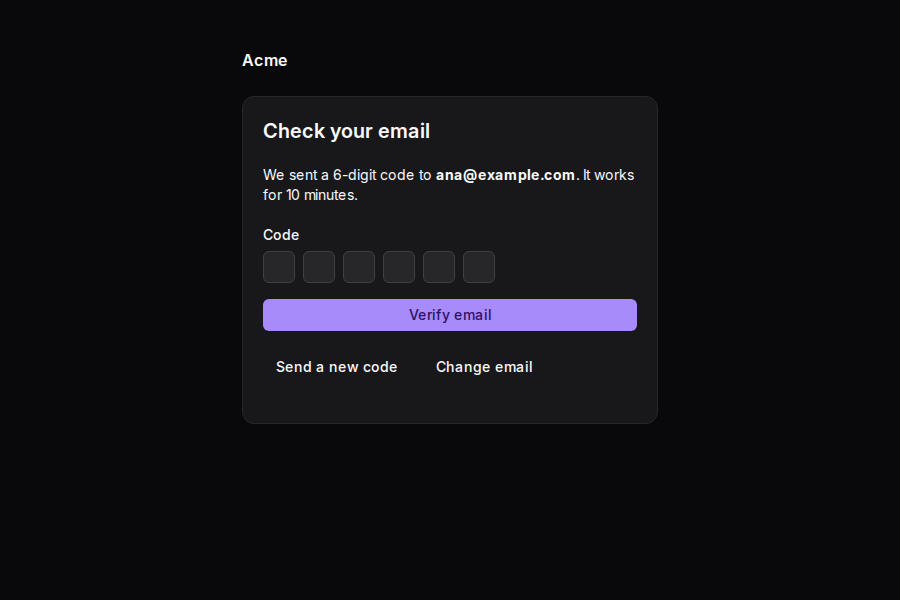 Acme
Check your email
We sent a 6-digit code to ana@example.com. It works
for 10 minutes.
Code
Verify email
Send a new code
Change email